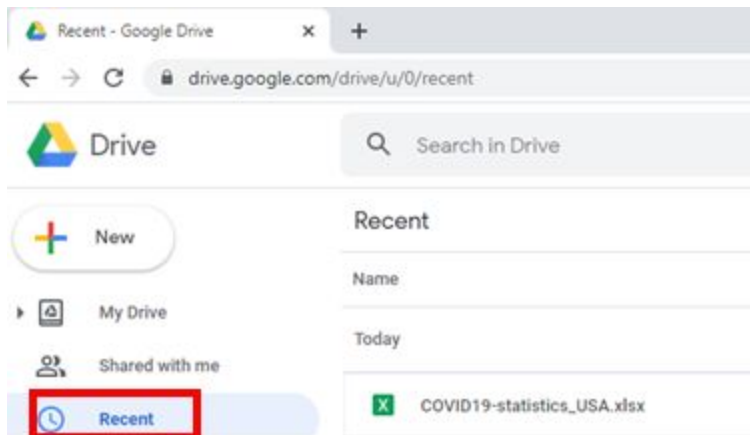 Recent - Google Drive
drive.google.com/drive/u/0/recent
Drive
Search in Drive
New
My Drive
Shared with me
Recent
Recent
Name
Today
X COVID19-statistics_USA.xlsx